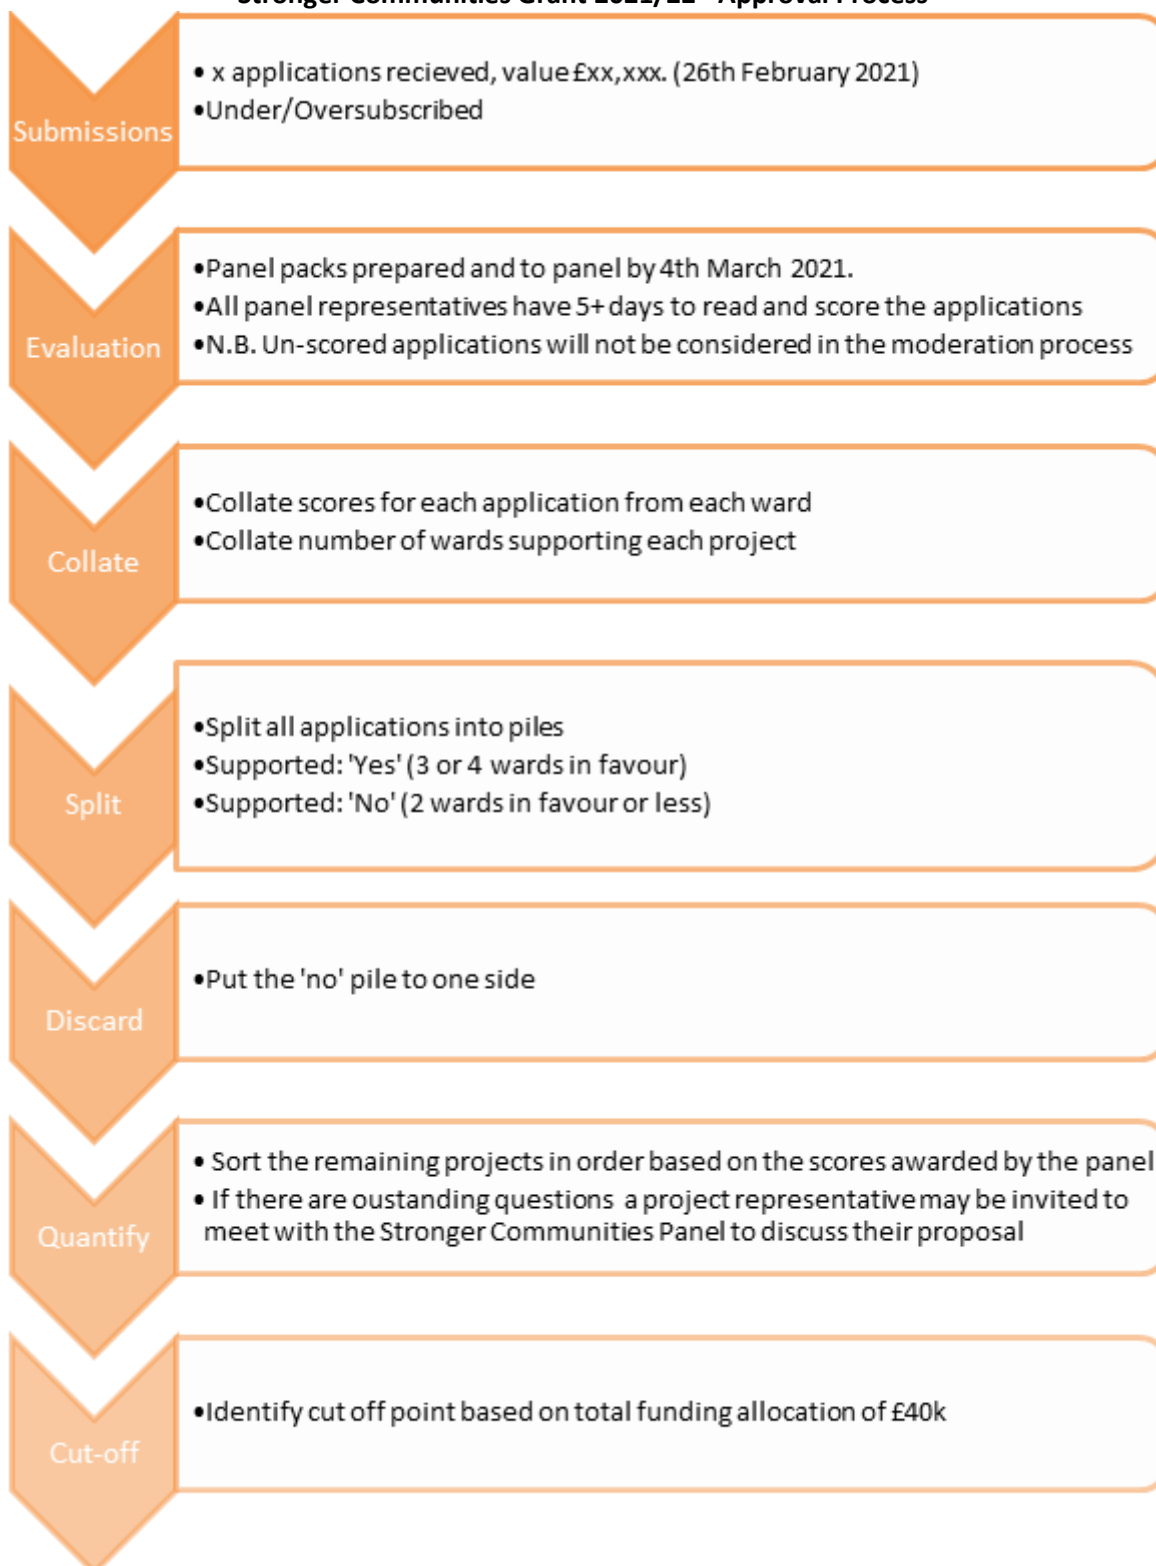 Stronger Communities Grant 2021/22 - Approval Process
Submissions
• x applications recieved, value £xx,xxx. (26th February 2021)
•Under/Oversubscribed
Evaluation
•Panel packs prepared and to panel by 4th March 2021.
•All panel representatives have 5+ days to read and score the applications
•N.B. Un-scored applications will not be considered in the moderation process
Collate
•Collate scores for each application from each ward
•Collate number of wards supporting each project
Split
•Split all applications into piles
•Supported: 'Yes' (3 or 4 wards in favour)
•Supported: 'No' (2 wards in favour or less)
Discard
•Put the 'no' pile to one side
Quantify
• Sort the remaining projects in order based on the scores awarded by the panel
• If there are oustanding questions a project representative may be invited to
meet with the Stronger Communities Panel to discuss their proposal
Cut-off
•Identify cut off point based on total funding allocation of £40k